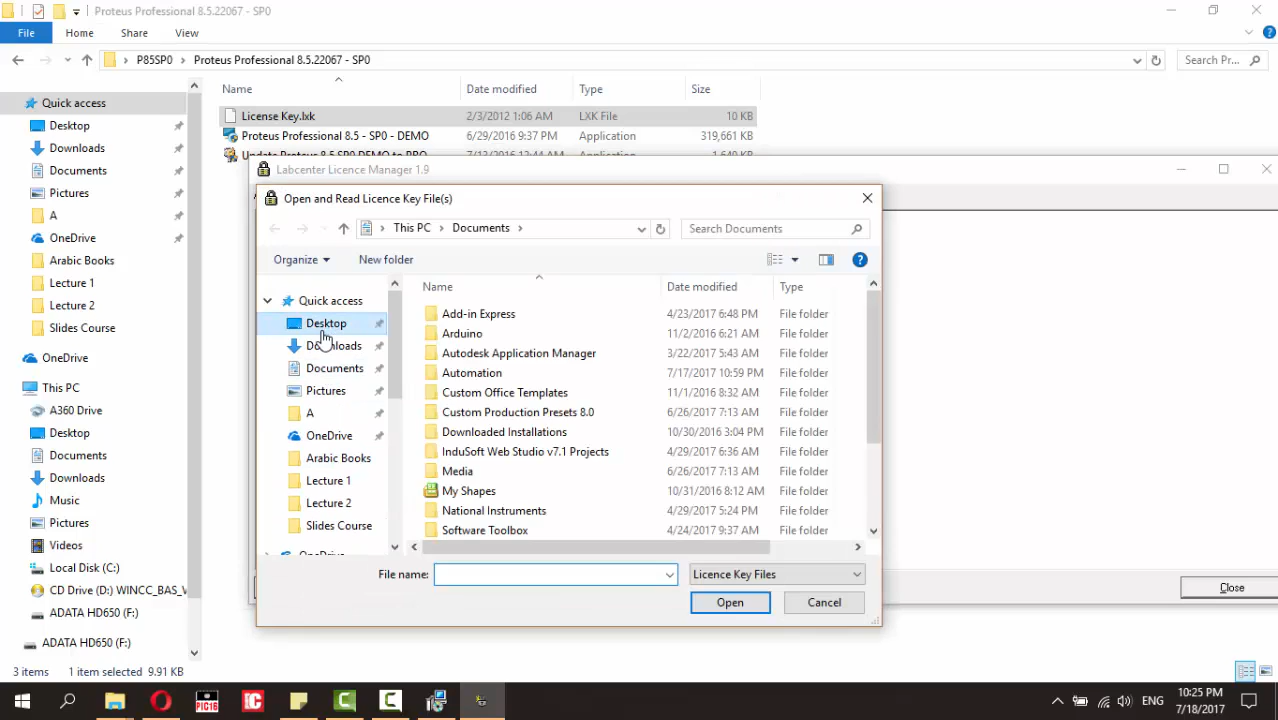 Proteus Professional 8.5.22067 - SP0
File Home Share View
P85SP0 Proteus Professional 8.5.22067 - SP0 Search Pr...
Name Date modified Type Size
Quick access
Desktop
Downloads
Documents
Pictures
A
OneDrive
Arabic Books
Lecture 1
Lecture 2
Slides Course
OneDrive
This PC
A360 Drive
Desktop
Documents
Downloads
Music
Pictures
Videos
Local Disk (C:)
CD Drive (D:) WINCC_BAS_V
ADATA HD650 (F:)
ADATA HD650 (F:)
License Key.lxk 2/3/2012 1:06 AM LXK File 10 KB
Proteus Professional 8.5 - SP0 - DEMO 6/29/2016 9:37 PM Application 319,661 KB
Update Proteus 8.5 SP0 DEMO to PRO 7/13/2016 12:44 AM Application 1,640 KB
Labcenter Licence Manager 1.9
Open and Read Licence Key File(s)
This PC Documents Search Documents
Organize New folder
Quick access
Desktop
Downloads
Documents
Pictures
A
OneDrive
Arabic Books
Lecture 1
Lecture 2
Slides Course
OneDrive
Name Date modified Type
Add-in Express 4/23/2017 6:48 PM File folder
Arduino 11/2/2016 6:21 AM File folder
Autodesk Application Manager 3/22/2017 5:43 AM File folder
Automation 7/17/2017 10:59 PM File folder
Custom Office Templates 11/1/2016 8:32 AM File folder
Custom Production Presets 8.0 6/26/2017 7:13 AM File folder
Downloaded Installations 10/30/2016 3:04 PM File folder
InduSoft Web Studio v7.1 Projects 4/29/2017 6:36 AM File folder
Media 6/26/2017 7:13 AM File folder
My Shapes 10/31/2016 8:12 AM File folder
National Instruments 4/29/2017 5:24 PM File folder
Software Toolbox 4/24/2017 9:37 AM File folder
File name: Licence Key Files
Open Cancel
Close
3 items 1 item selected 9.91 KB
PIC16 iC ENG 10:25 PM
7/18/2017